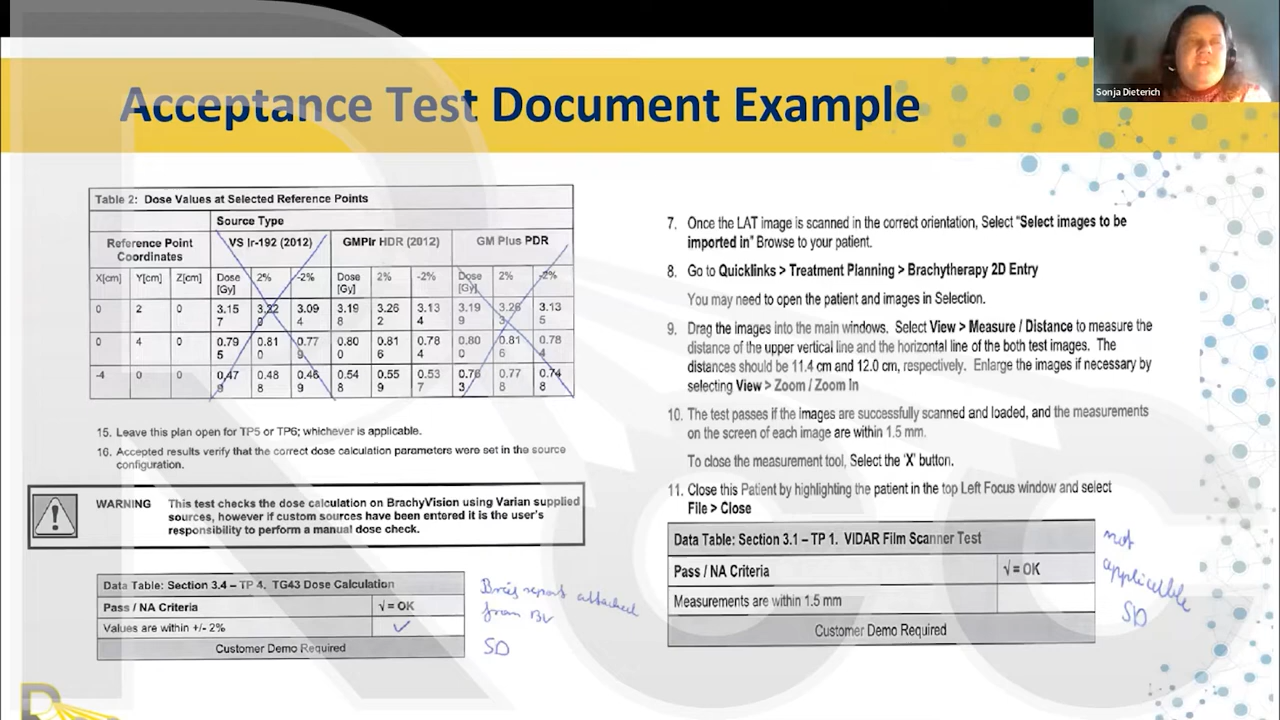 Sonja Dieterich
Acceptance Test Document Example
Table 2: Dose Values at Selected Reference Points
Source Type
Reference Point Coordinates VS Ir-192 (2012) GMPlr HDR (2012) GM Plus PDR
X[cm] Y[cm] Z[cm] Dose [Gy] 2% -2% Dose [Gy] 2% -2% Dose [Gy] 2% -2%
0 2 0 3.157 3.220 3.094 3.198 3.262 3.134 3.199 3.263 3.135
0 4 0 0.795 0.810 0.779 0.800 0.816 0.784 0.800 0.816 0.784
-4 0 0 0.479 0.488 0.469 0.548 0.559 0.537 0.763 0.778 0.748
15. Leave this plan open for TP5 or TP6; whichever is applicable.
16. Accepted results verify that the correct dose calculation parameters were set in the source
configuration.
WARNING This test checks the dose calculation on BrachyVision using Varian supplied
sources, however if custom sources have been entered it is the user's
responsibility to perform a manual dose check.
Data Table: Section 3.4 – TP 4. TG43 Dose Calculation
Pass / NA Criteria √ = OK
Values are within +/- 2% ✓
Customer Demo Required
Brief report attached
from BV
SD
7. Once the LAT image is scanned in the correct orientation, Select "Select images to be
imported in" Browse to your patient.
8. Go to Quicklinks > Treatment Planning > Brachytherapy 2D Entry
You may need to open the patient and images in Selection.
9. Drag the images into the main windows. Select View > Measure / Distance to measure the
distance of the upper vertical line and the horizontal line of both test images. The
distances should be 11.4 cm and 12.0 cm, respectively. Enlarge the images if necessary by
selecting View > Zoom / Zoom In
10. The test passes if the images are successfully scanned and loaded, and the measurements
on the screen of each image are within 1.5 mm.
To close the measurement tool, Select the 'X' button.
11. Close this Patient by highlighting the patient in the top Left Focus window and select
File > Close
Data Table: Section 3.1 – TP 1. VIDAR Film Scanner Test
Pass / NA Criteria √ = OK
Measurements are within 1.5 mm
Customer Demo Required
not
applicable
SD